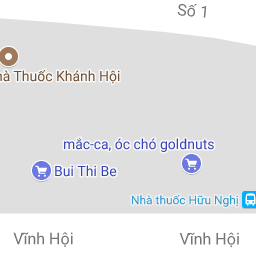 Số 1
hà Thuốc Khánh Hội
mắc-ca, óc chó goldnuts
Bui Thi Be
Nhà thuốc Hữu Nghị
Vĩnh Hội
Vĩnh Hội